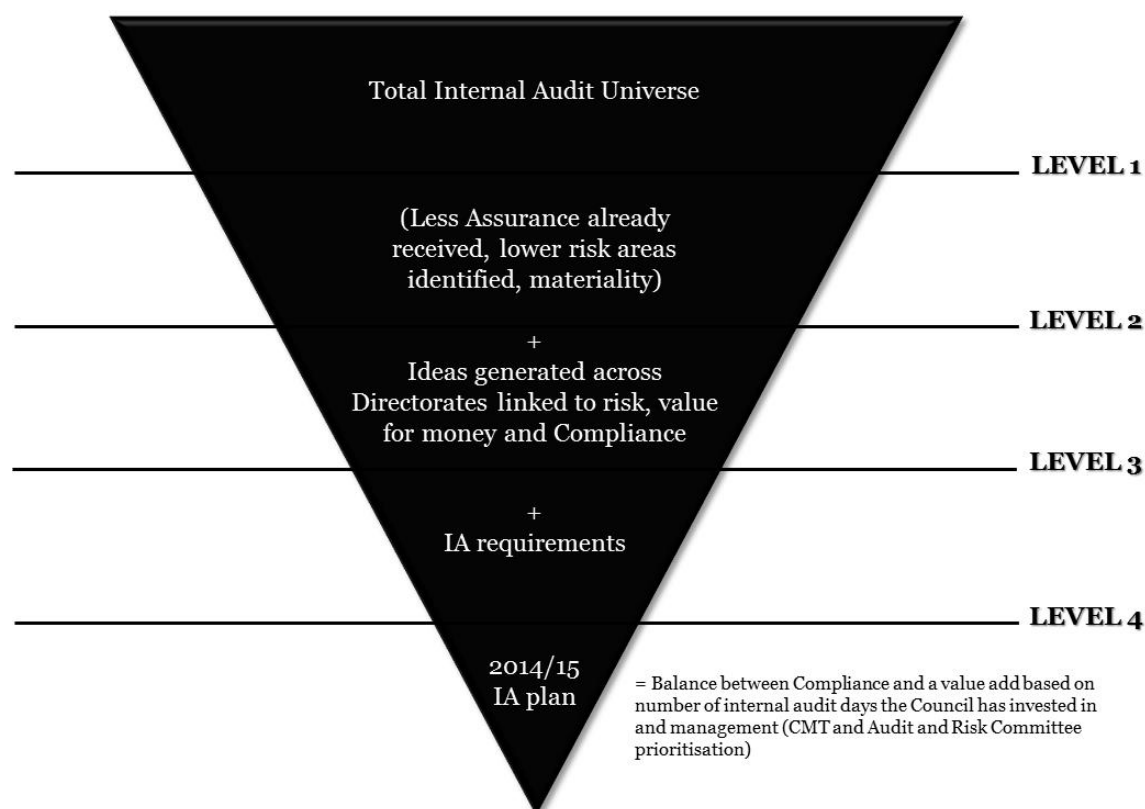 Total Internal Audit Universe
LEVEL 1
(Less Assurance already
received, lower risk areas
identified, materiality)
LEVEL 2
+
Ideas generated across
Directorates linked to risk, value
for money and Compliance
LEVEL 3
+
IA requirements
LEVEL 4
2014/15
IA plan
= Balance between Compliance and a value add based on
number of internal audit days the Council has invested in
and management (CMT and Audit and Risk Committee
prioritisation)